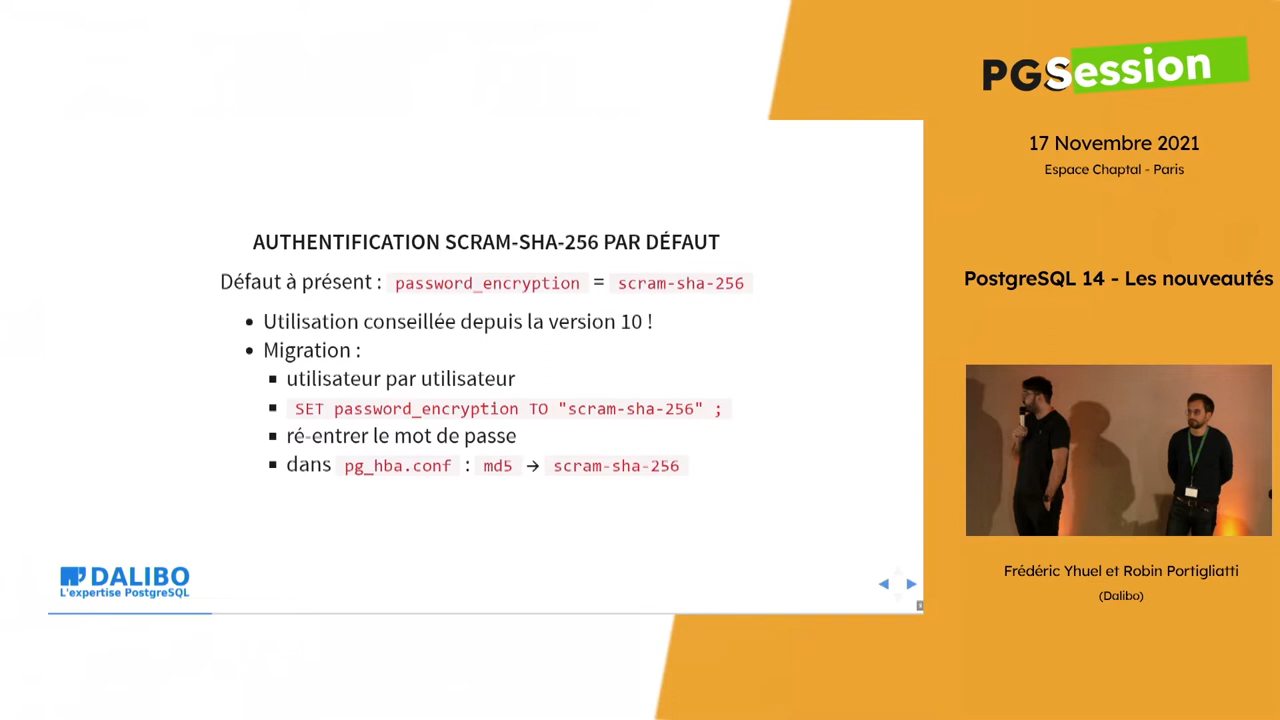 AUTHENTIFICATION SCRAM-SHA-256 PAR DÉFAUT
Défaut à présent : password_encryption = scram-sha-256
• Utilisation conseillée depuis la version 10 !
• Migration :
▪ utilisateur par utilisateur
▪ SET password_encryption TO "scram-sha-256" ;
▪ ré-entrer le mot de passe
▪ dans pg_hba.conf : md5 → scram-sha-256
DALIBO
L'expertise PostgreSQL
PGSession
17 Novembre 2021
Espace Chaptal - Paris
PostgreSQL 14 - Les nouveautés
Frédéric Yhuel et Robin Portigliatti
(Dalibo)